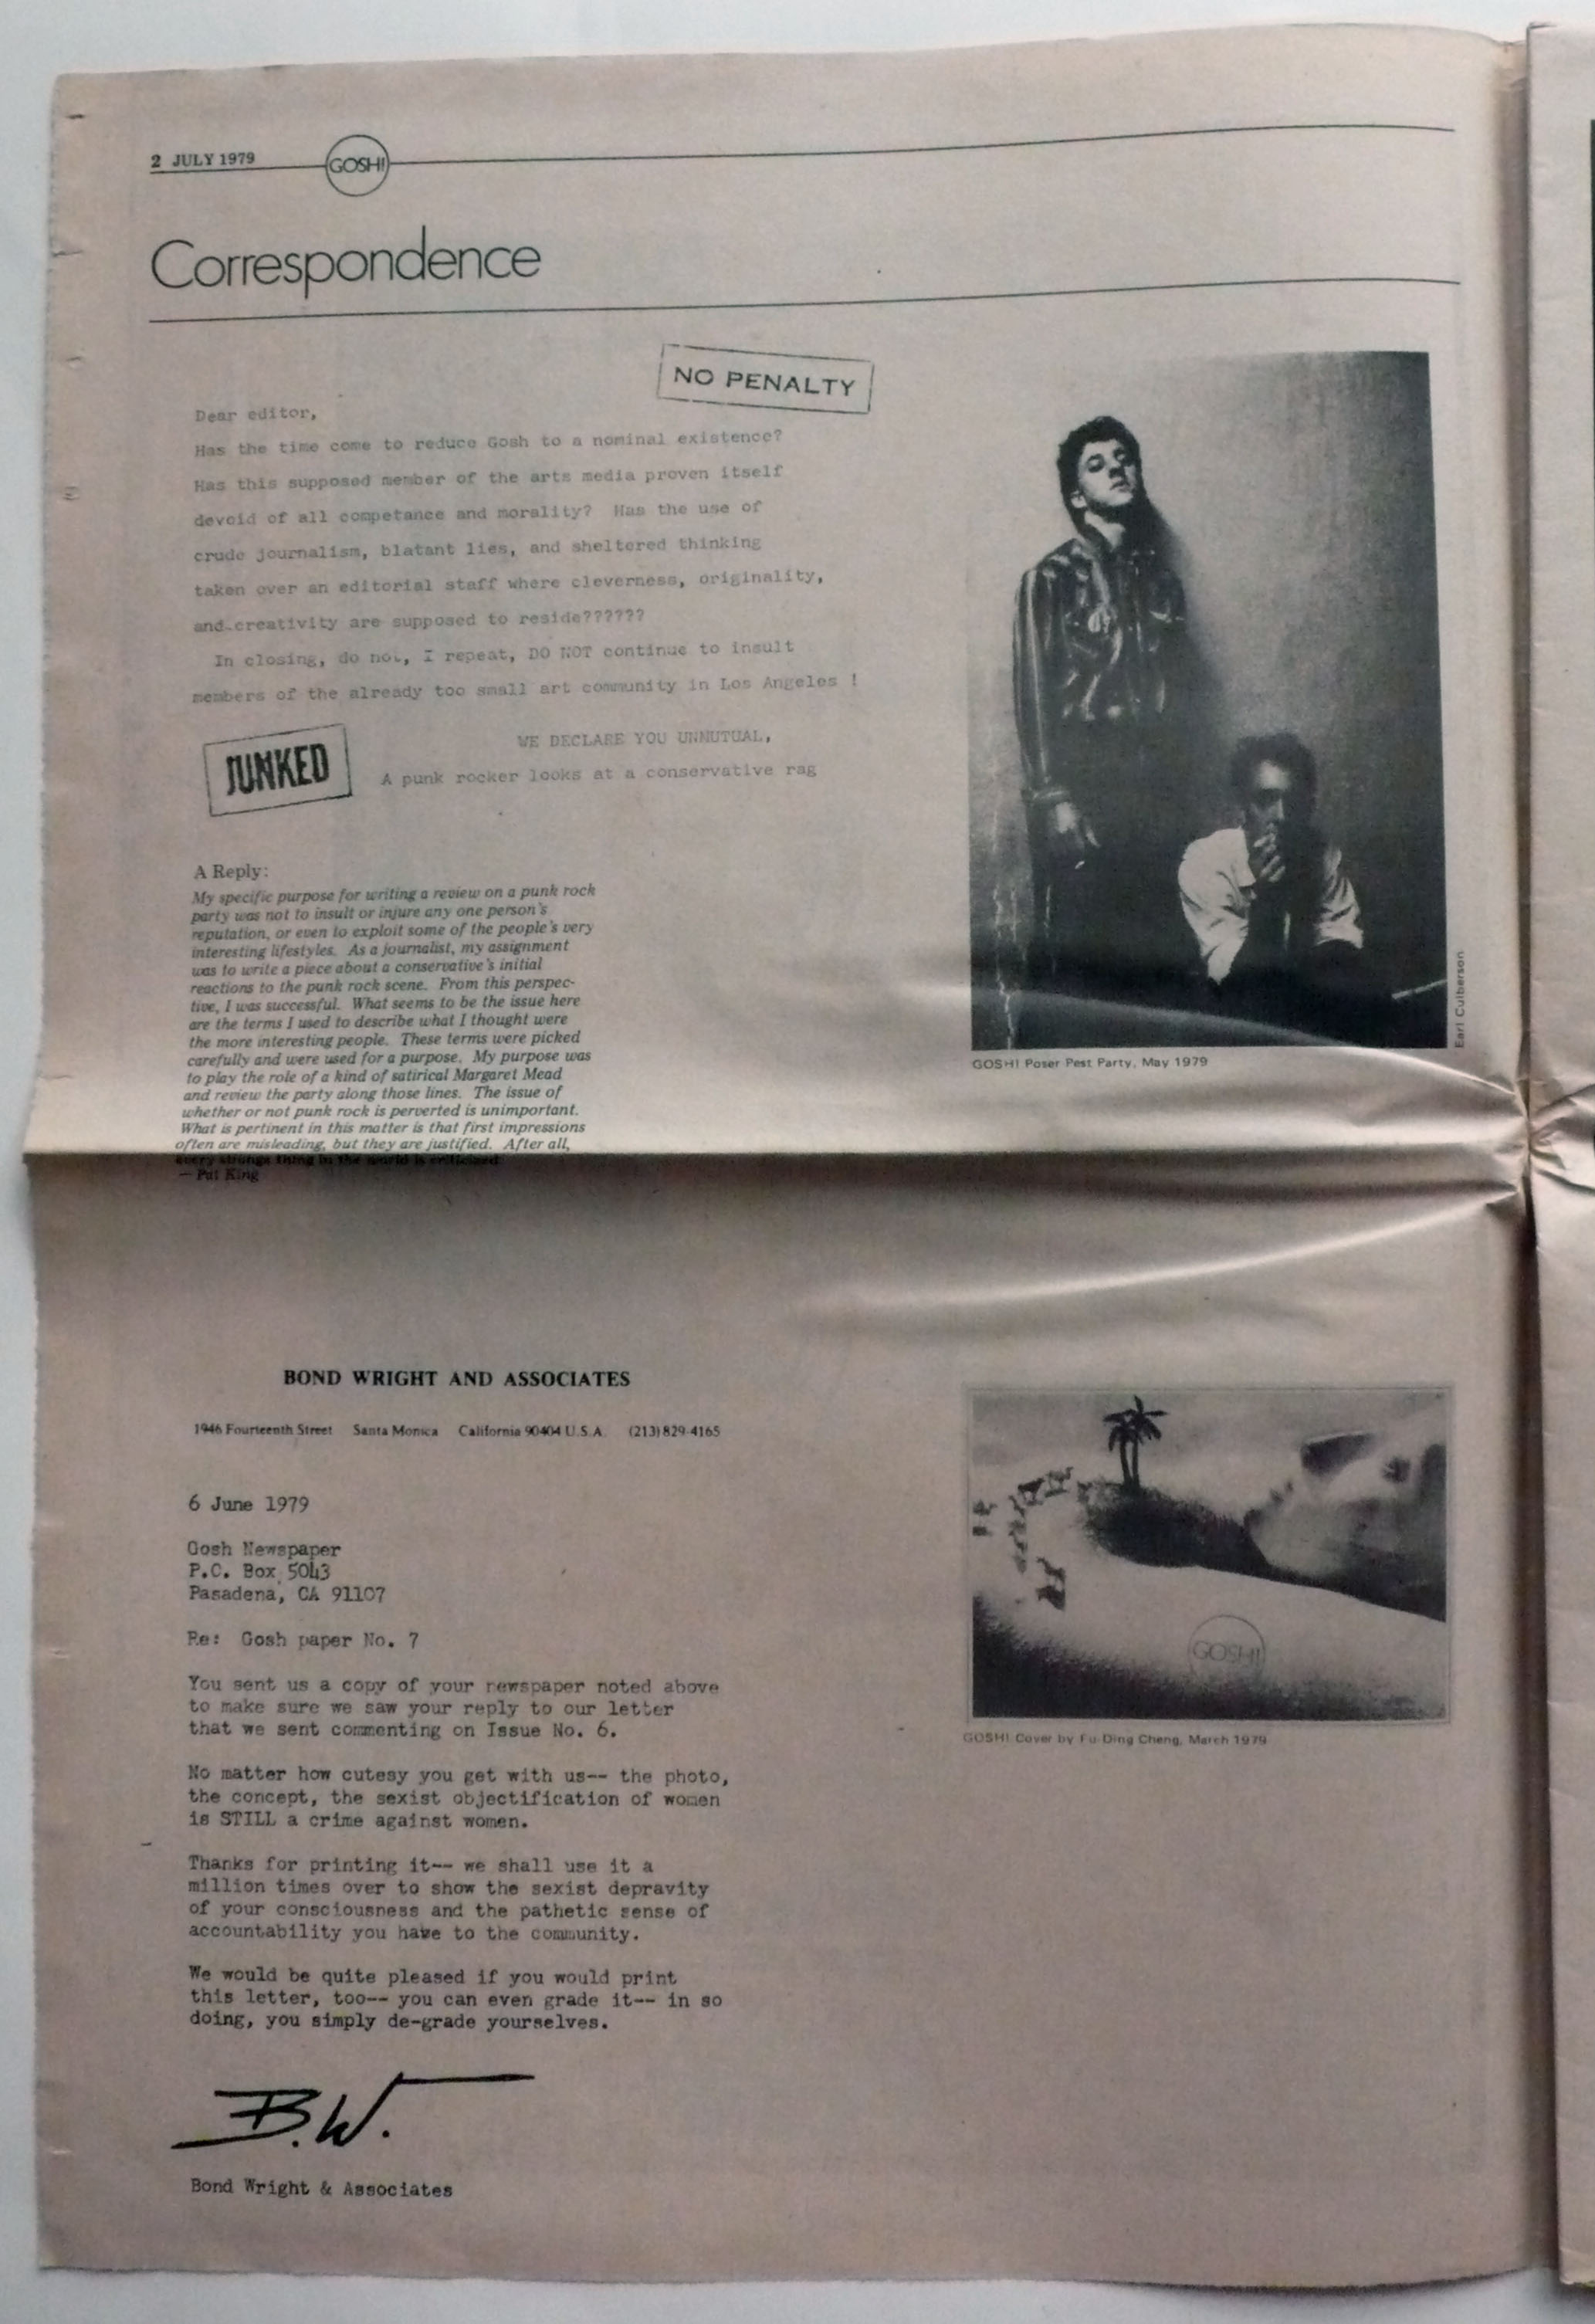 2 JULY 1979
GOSH!
Correspondence
NO PENALTY
Dear editor,
Has the time come to reduce Gosh to a nominal existence?
Has this supposed member of the arts media proven itself
devoid of all competance and morality? Has the use of
crude journalism, blatant lies, and sheltered thinking
taken over an editorial staff where cleverness, originality,
and creativity are supposed to reside??????
In closing, do not, I repeat, DO NOT continue to insult
members of the already too small art community in Los Angeles !
WE DECLARE YOU UNMUTUAL,
A punk rocker looks at a conservative rag
JUNKED
A Reply:
My specific purpose for writing a review on a punk rock
party was not to insult or injure any one person's
reputation, or even to exploit some of the people's very
interesting lifestyles. As a journalist, my assignment
was to write a piece about a conservative's initial
reactions to the punk rock scene. From this perspec-
tive, I was successful. What seems to be the issue here
are the terms I used to describe what I thought were
the more interesting people. These terms were picked
carefully and were used for a purpose. My purpose was
to play the role of a kind of satirical Margaret Mead
and review the party along those lines. The issue of
whether or not punk rock is perverted is unimportant.
What is pertinent in this matter is that first impressions
often are misleading, but they are justified. After all,
every strange thing in the world is criticized
— Pat King
Earl Culberson
GOSH! Poser Pest Party, May 1979
BOND WRIGHT AND ASSOCIATES
1946 Fourteenth Street Santa Monica California 90404 U.S.A. (213) 829-4165
6 June 1979
Gosh Newspaper
P.O. Box 5043
Pasadena, CA 91107
Re: Gosh paper No. 7
You sent us a copy of your newspaper noted above
to make sure we saw your reply to our letter
that we sent commenting on Issue No. 6.
No matter how cutesy you get with us-- the photo,
the concept, the sexist objectification of women
is STILL a crime against women.
Thanks for printing it-- we shall use it a
million times over to show the sexist depravity
of your consciousness and the pathetic sense of
accountability you have to the community.
We would be quite pleased if you would print
this letter, too-- you can even grade it-- in so
doing, you simply de-grade yourselves.
B.W.
Bond Wright & Associates
GOSH!
GOSH! Cover by Fu-Ding Cheng, March 1979